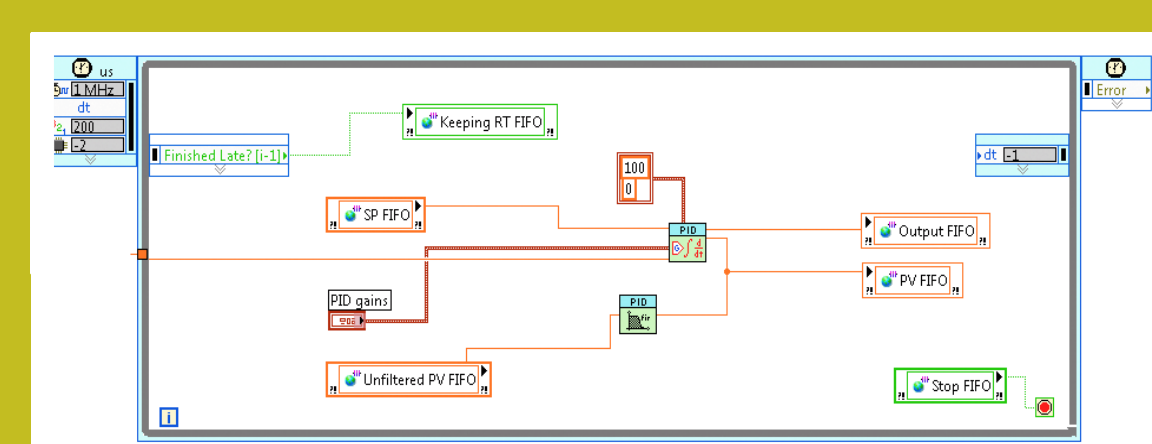 us
1 MHz
dt
200
-2
Error
Finished Late? [i-1]
Keeping RT FIFO
dt -1
100
0
SP FIFO
PID
Output FIFO
PV FIFO
PID gains
PID
fir
Unfiltered PV FIFO
Stop FIFO
i